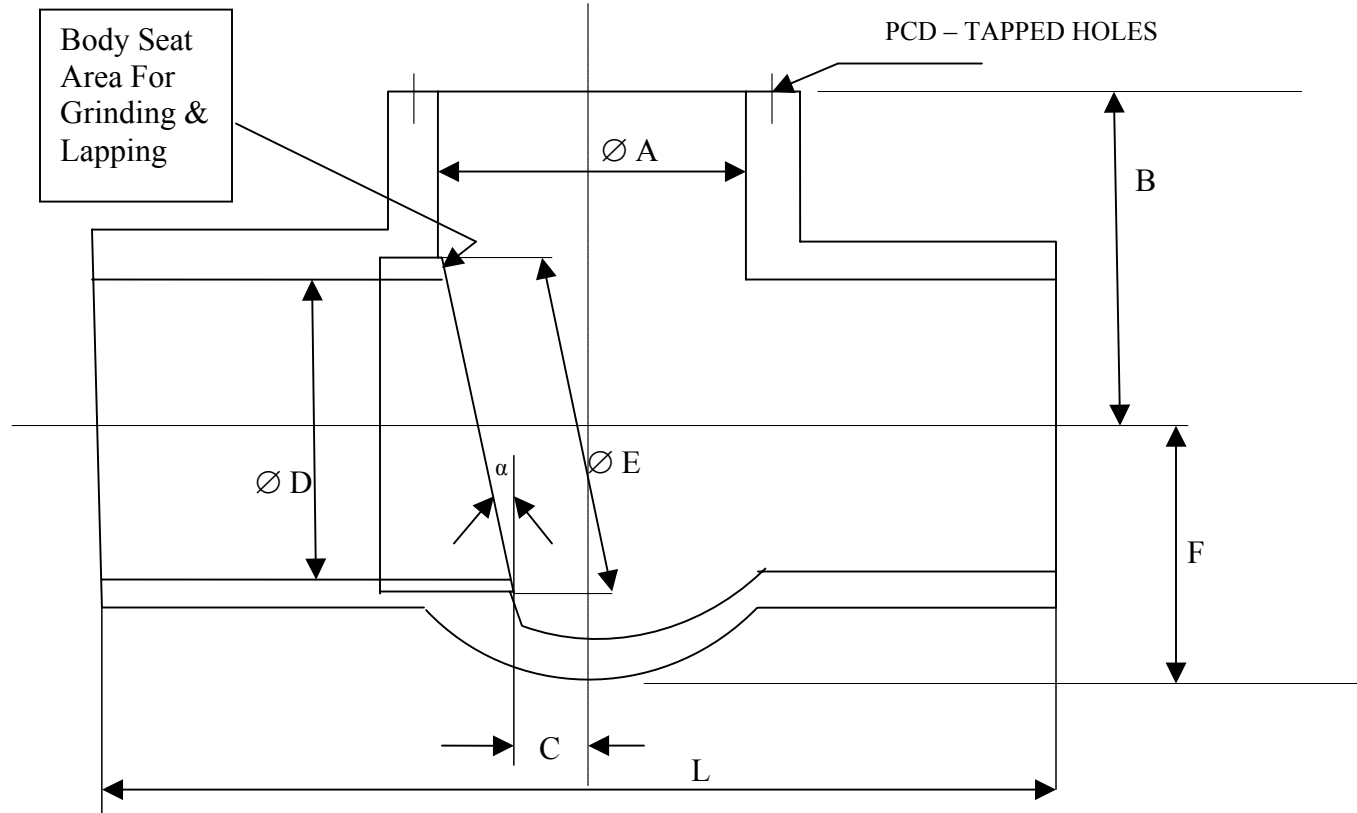 Body Seat
Area For
Grinding &
Lapping
PCD – TAPPED HOLES
∅ A
B
α
∅ E
∅ D
F
C
L